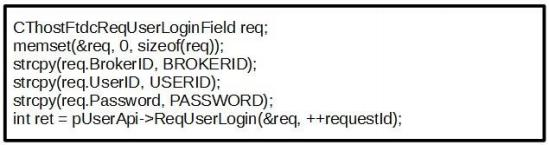 CThostFtdcReqUserLoginField req;
memset(&req, 0, sizeof(req));
strcpy(req.BrokerID, BROKERID);
strcpy(req.UserID, USERID);
strcpy(req.Password, PASSWORD);
int ret = pUserApi->ReqUserLogin(&req, ++requestId);